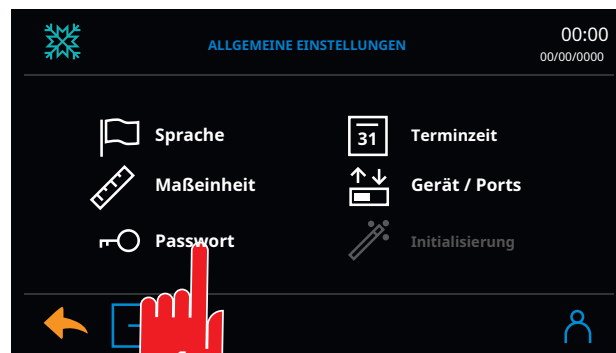 ALLGEMEINE EINSTELLUNGEN
00:00
00/00/0000
Sprache
31
Terminzeit
Maßeinheit
Gerät / Ports
Passwort
Initialisierung